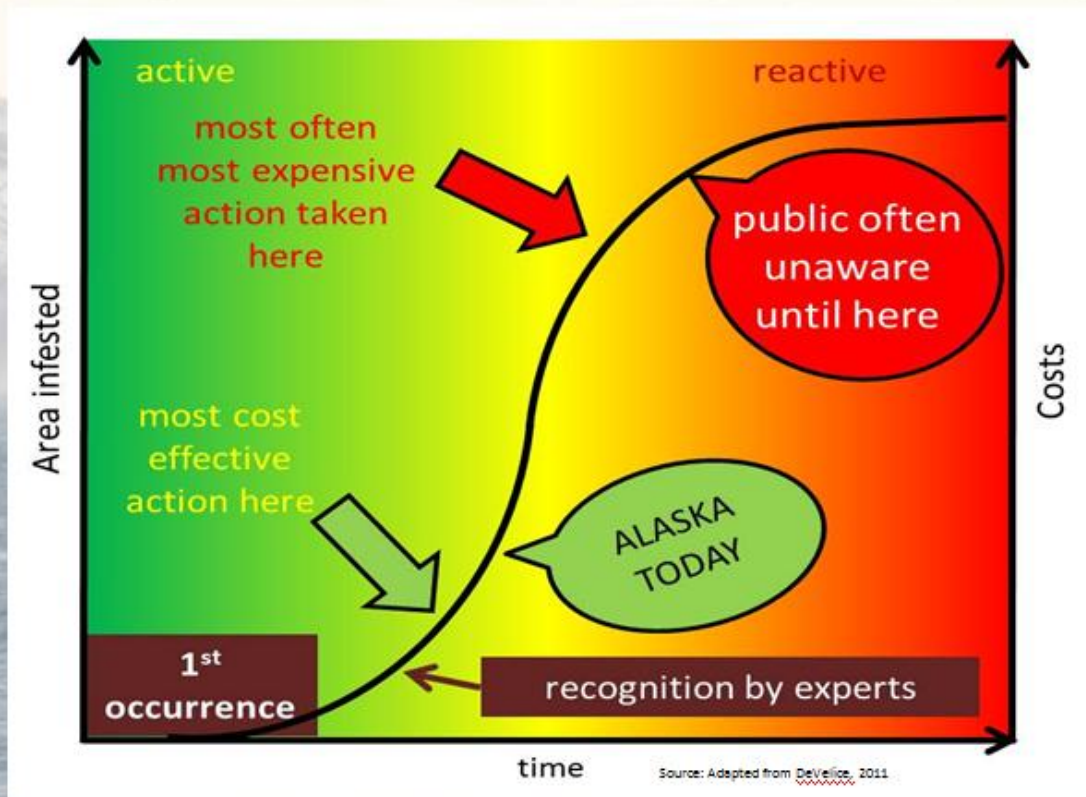 active
reactive
most often
most expensive
action taken
here
public often
unaware
until here
Area infested
Costs
most cost
effective
action here
ALASKA
TODAY
1st
occurrence
recognition by experts
time
Source: Adapted from DeVelice, 2011